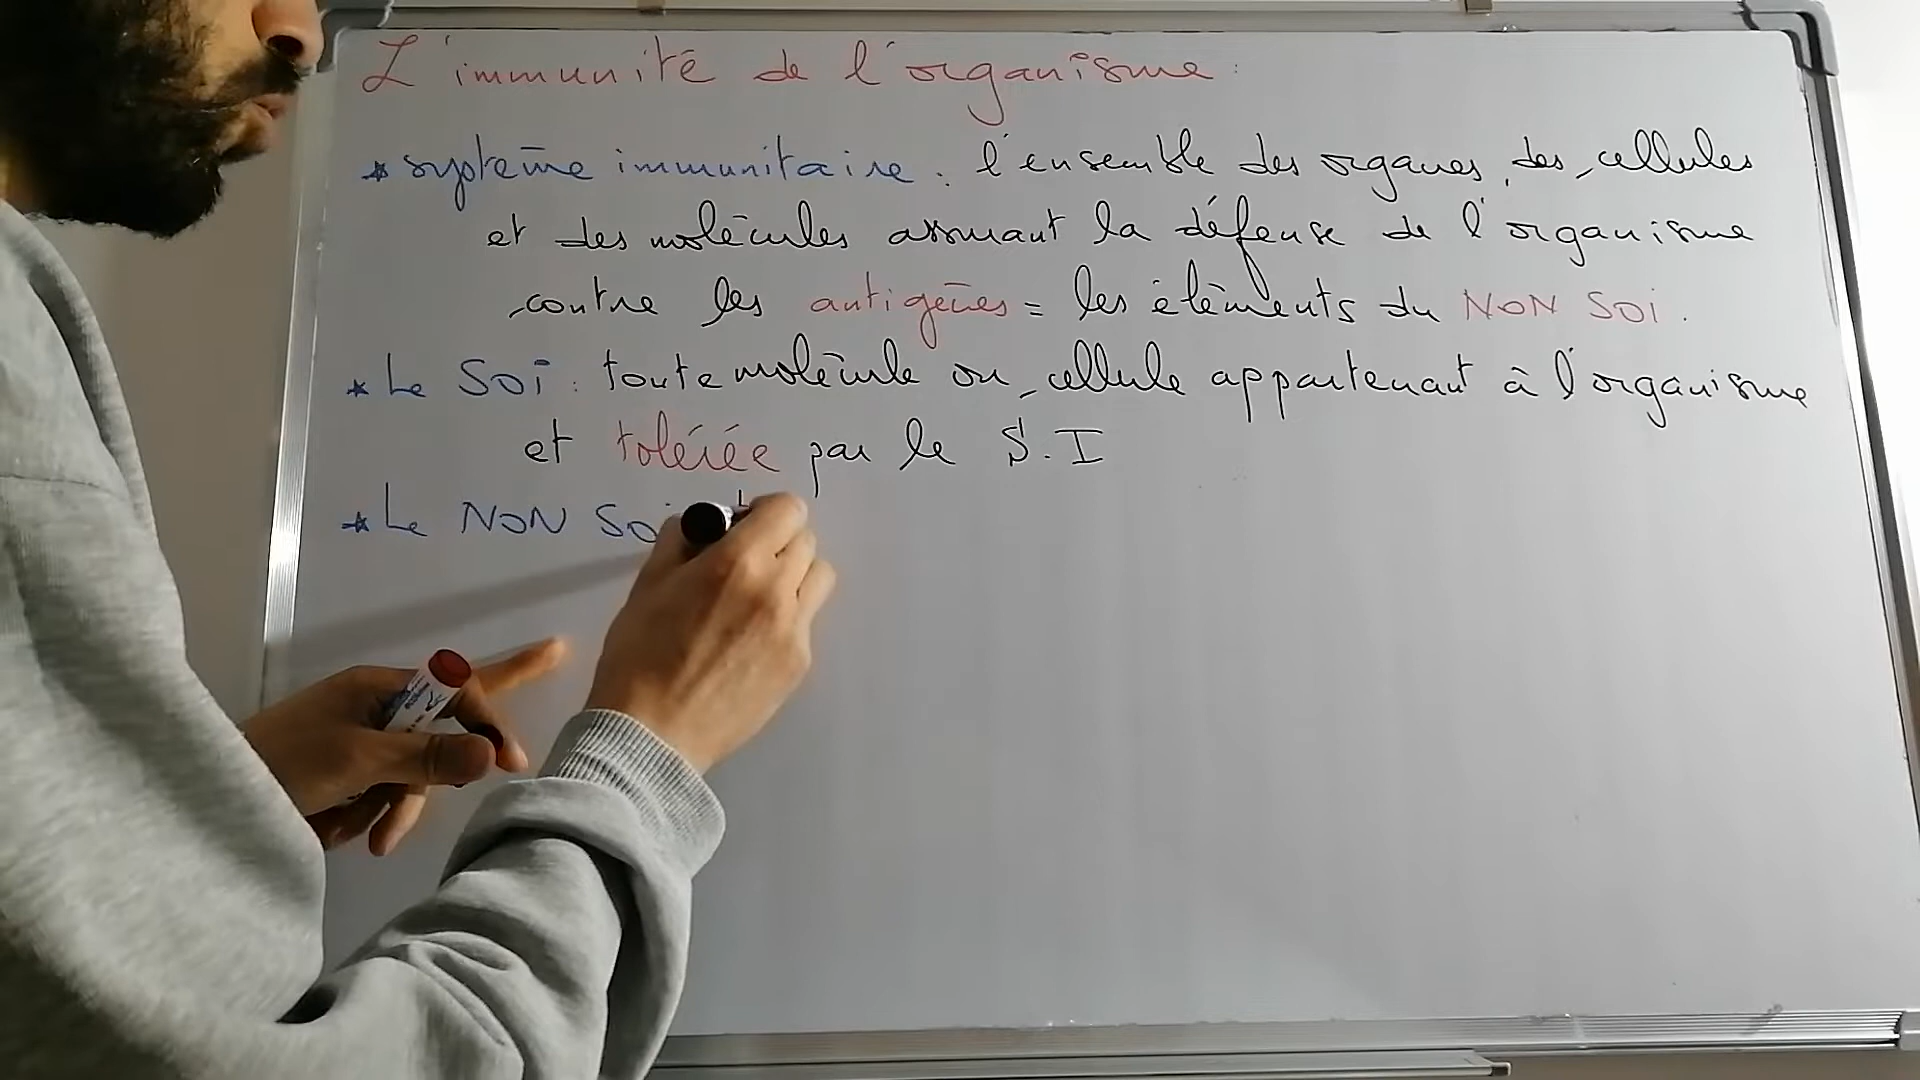 L'immunité de l'organisme :
* système immunitaire : l'ensemble des organes, des cellules
et des molécules assurant la défense de l'organisme
contre les antigènes = les éléments du NON SOI.
* Le SOI : toute molécule ou cellule appartenant à l'organisme
et tolérée par le S.I
* Le NON SOI